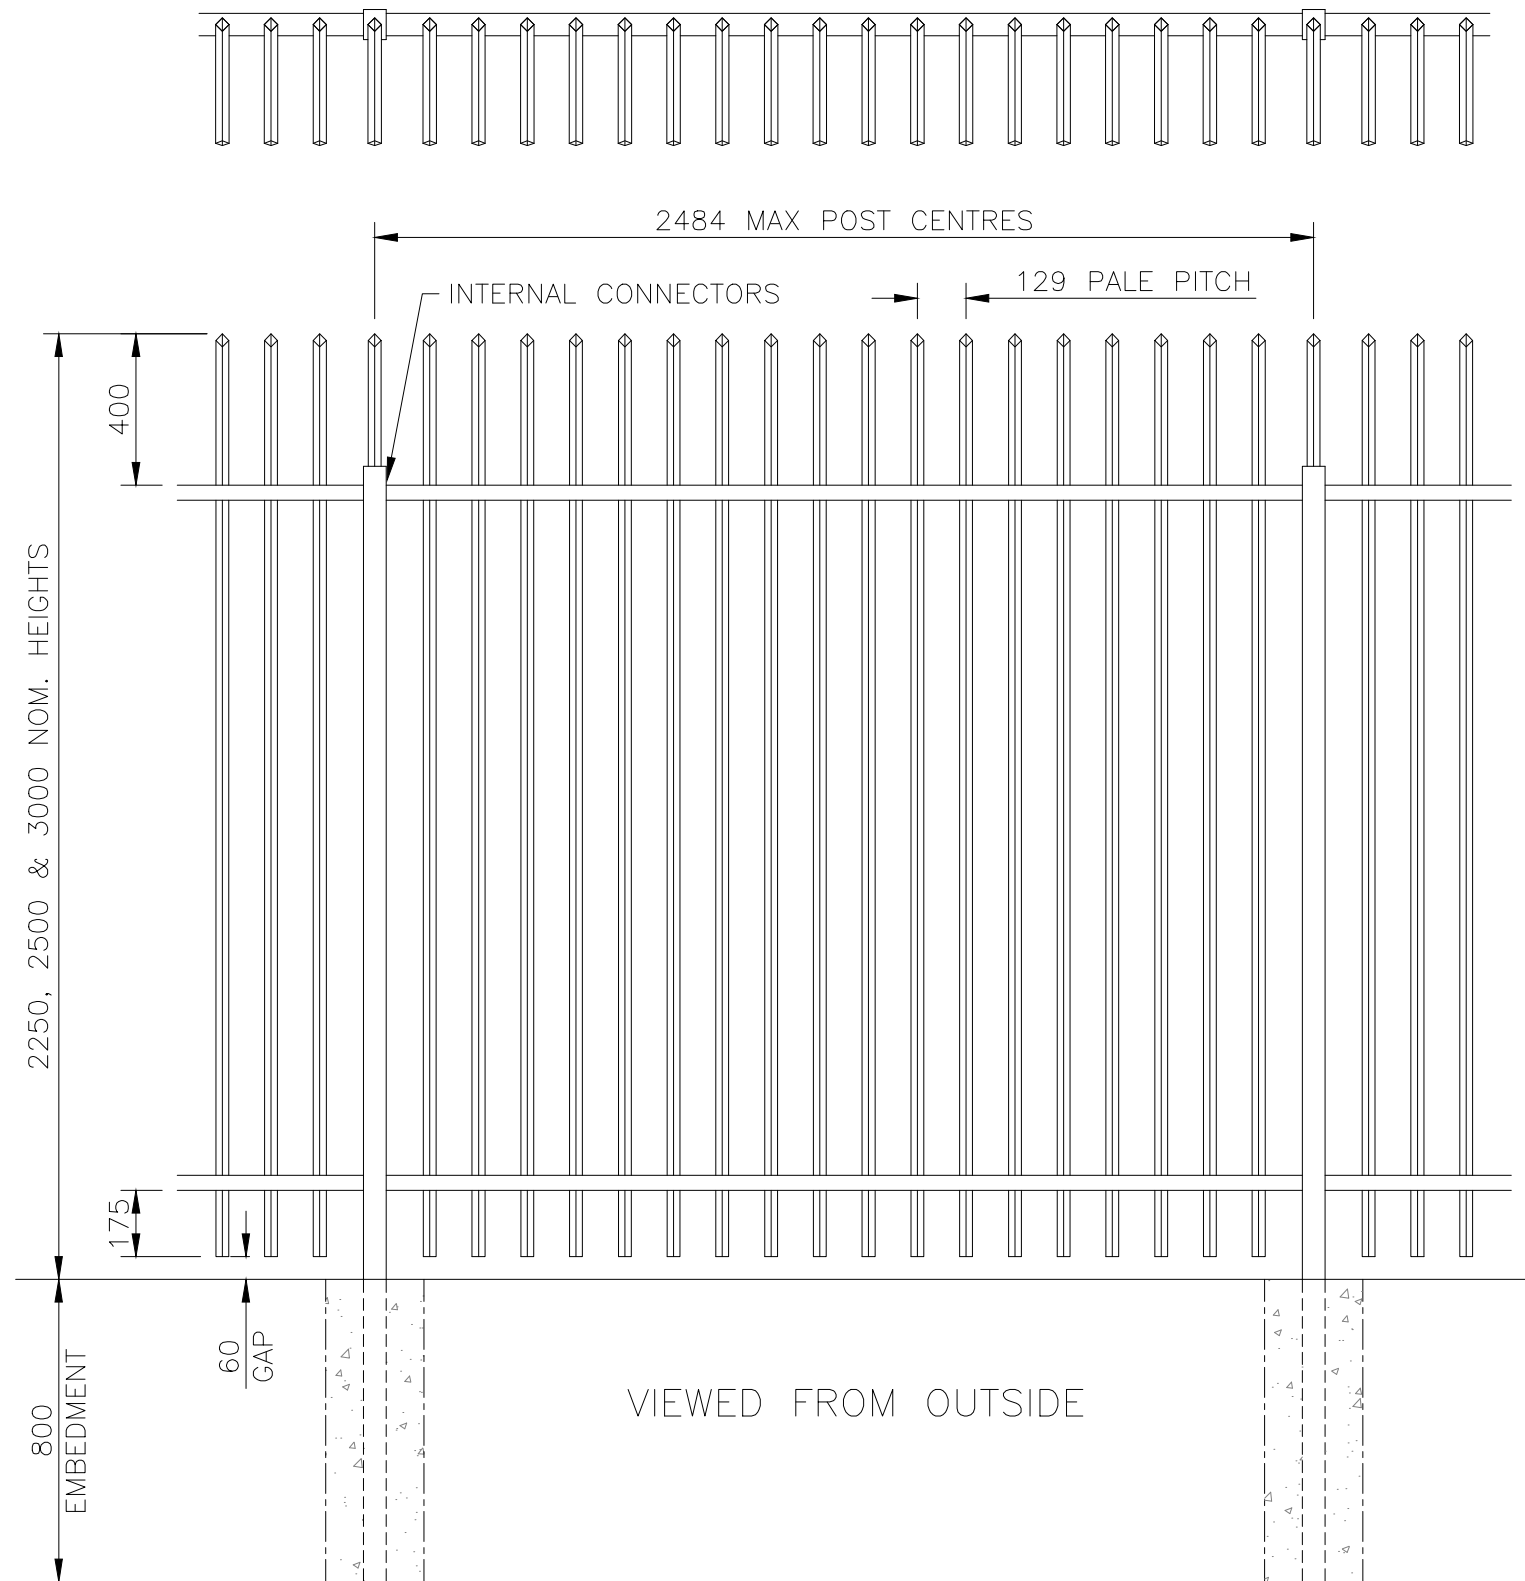 2484 MAX POST CENTRES
129 PALE PITCH
INTERNAL CONNECTORS
400
2250, 2500 & 3000 NOM. HEIGHTS
175
60
GAP
800
EMBEDMENT
VIEWED FROM OUTSIDE